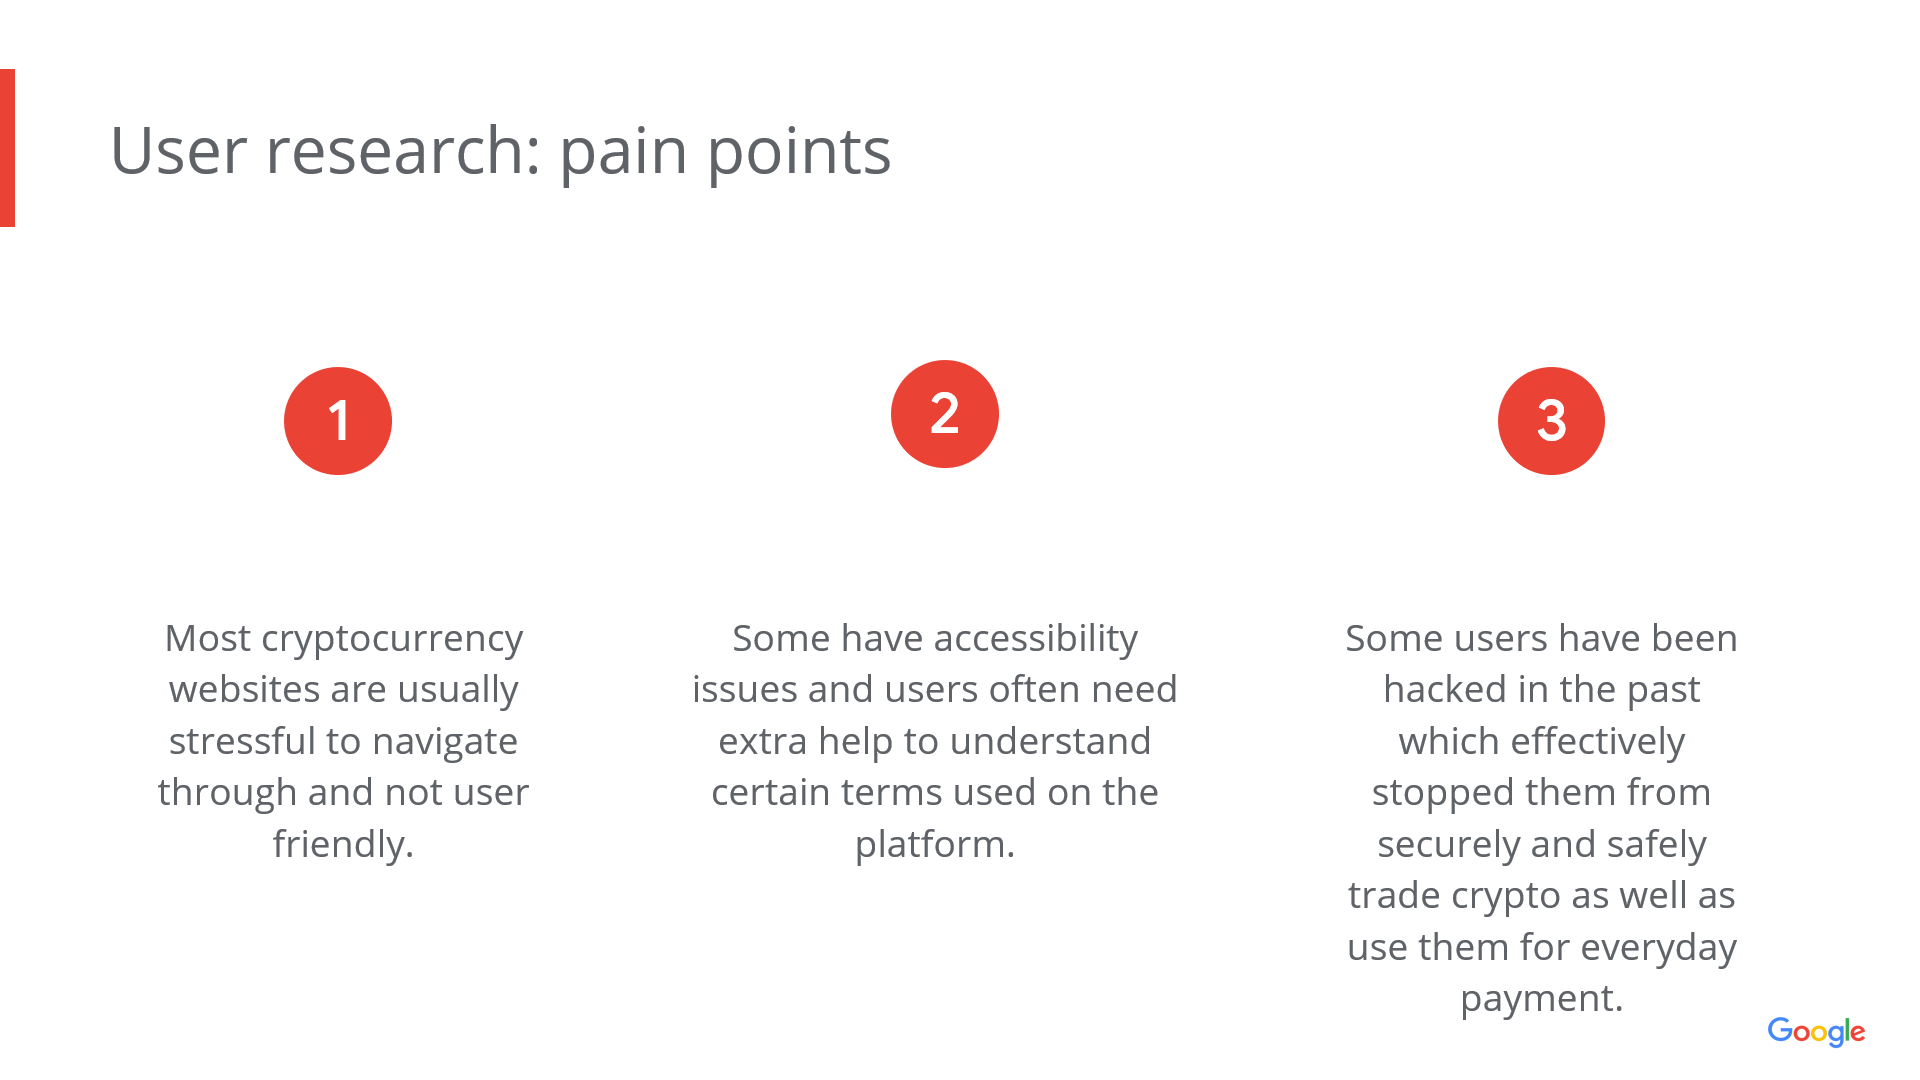 User research: pain points
1
Most cryptocurrency
websites are usually
stressful to navigate
through and not user
friendly.
2
Some have accessibility
issues and users often need
extra help to understand
certain terms used on the
platform.
3
Some users have been
hacked in the past
which effectively
stopped them from
securely and safely
trade crypto as well as
use them for everyday
payment.
Google